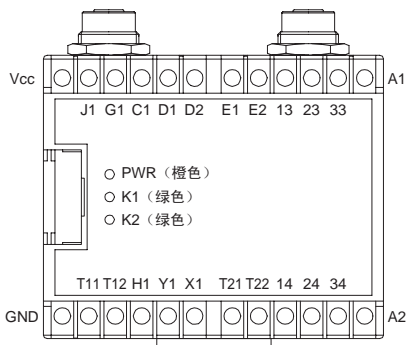 Vcc A1
J1 G1 C1 D1 D2 E1 E2 13 23 33
PWR（橙色）
K1（绿色）
K2（绿色）
T11 T12 H1 Y1 X1 T21 T22 14 24 34
GND A2